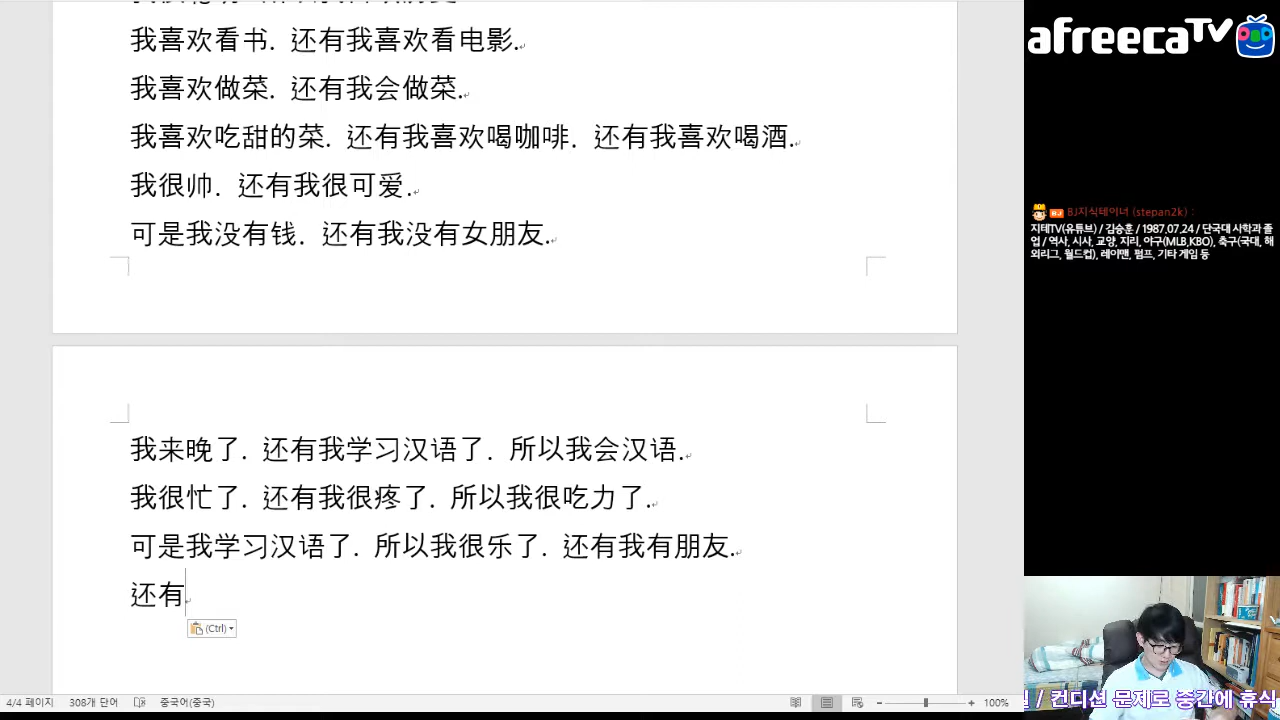 我喜欢看书. 还有我喜欢看电影.
我喜欢做菜. 还有我会做菜.
我喜欢吃甜的菜. 还有我喜欢喝咖啡. 还有我喜欢喝酒.
我很帅. 还有我很可爱.
可是我没有钱. 还有我没有女朋友.
我来晚了. 还有我学习汉语了. 所以我会汉语.
我很忙了. 还有我很疼了. 所以我很吃力了.
可是我学习汉语了. 所以我很乐了. 还有我有朋友.
还有
(Ctrl)
4/4 페이지 308개 단어 중국어(중국) 100%
afreecaTV
BJ BJ지식테이너 (stepan2k) :
지테TV(유튜브) / 김승훈 / 1987.07.24 / 단국대 사학과 졸
업 / 역사, 시사, 교양, 지리, 야구(MLB,KBO), 축구(국대, 해
외리그, 월드컵), 레이맨, 펌프, 기타 게임 등
/ 컨디션 문제로 중간에 휴식